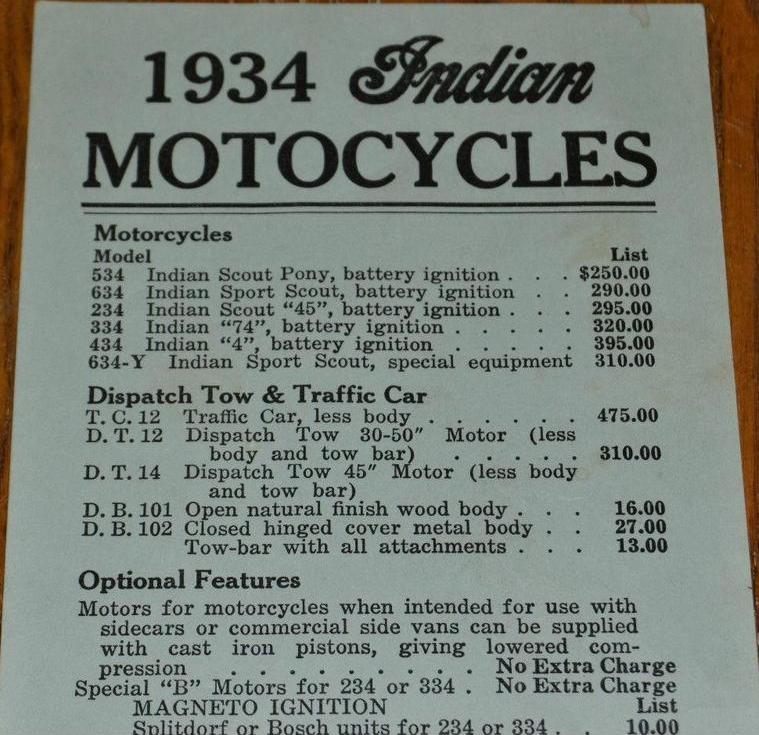 1934 Indian
MOTOCYCLES
Motorcycles
Model List
534 Indian Scout Pony, battery ignition . . . $250.00
634 Indian Sport Scout, battery ignition . . 290.00
234 Indian Scout "45", battery ignition . . 295.00
334 Indian "74", battery ignition . . . . . 320.00
434 Indian "4", battery ignition . . . . . 395.00
634-Y Indian Sport Scout, special equipment 310.00
Dispatch Tow & Traffic Car
T. C. 12 Traffic Car, less body . . . . . . 475.00
D. T. 12 Dispatch Tow 30-50″ Motor (less
body and tow bar) . . . . . 310.00
D. T. 14 Dispatch Tow 45″ Motor (less body
and tow bar)
D. B. 101 Open natural finish wood body . . . 16.00
D. B. 102 Closed hinged cover metal body . . 27.00
Tow-bar with all attachments . . . 13.00
Optional Features
Motors for motorcycles when intended for use with
sidecars or commercial side vans can be supplied
with cast iron pistons, giving lowered com-
pression . . . . . . . . . No Extra Charge
Special "B" Motors for 234 or 334 . No Extra Charge
MAGNETO IGNITION List
Splitdorf or Bosch units for 234 or 334 . . 10.00